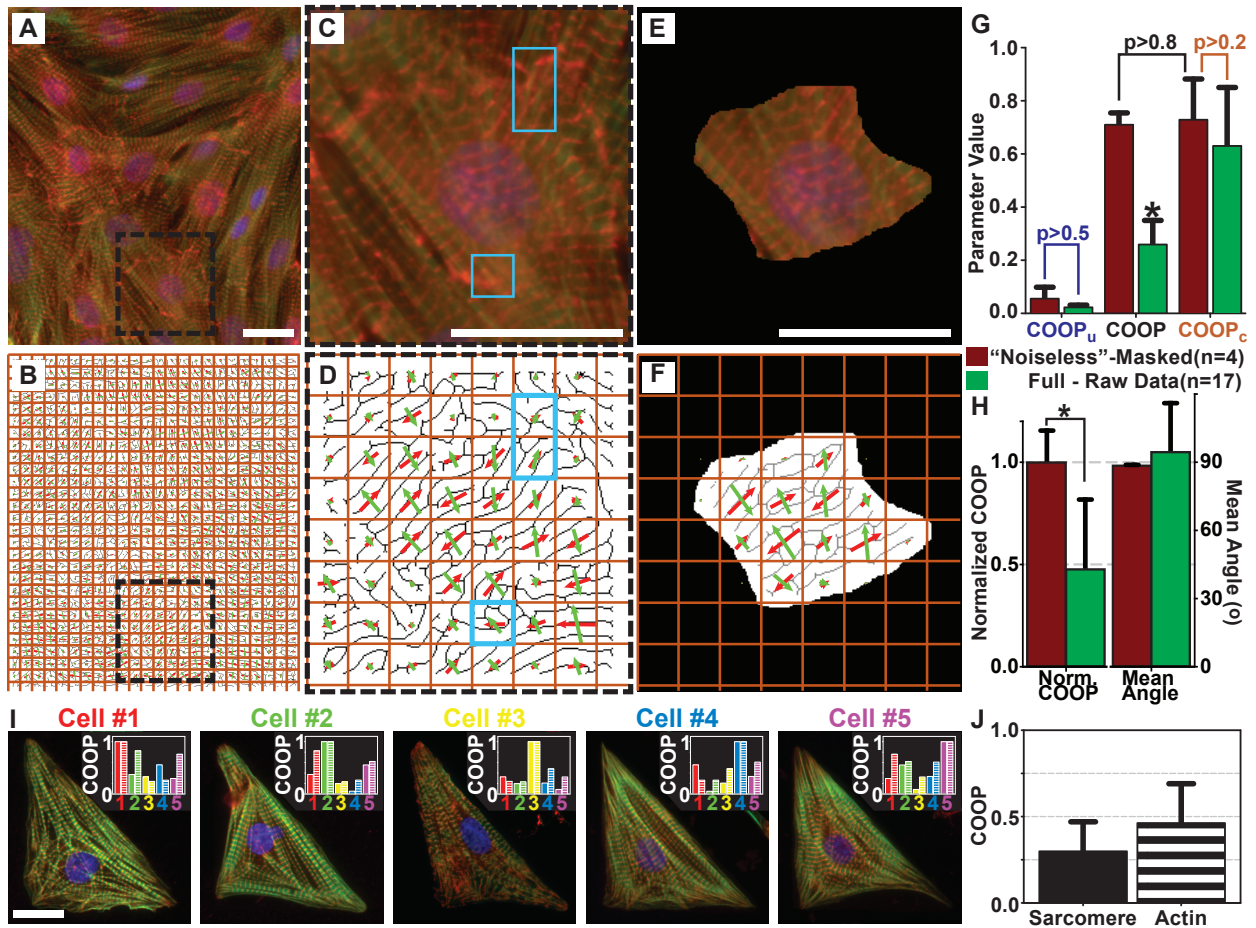 A
C
E
G
p>0.8
p>0.2
p>0.5
*
Parameter Value
1.0
0.8
0.6
0.4
0.2
0.0
COOPu
COOP
COOPc
"Noiseless"-Masked(n=4)
Full - Raw Data(n=17)
B
D
F
H
*
Normalized COOP
1.0
0.5
0.0
Mean Angle (o)
90
60
30
0
Norm. COOP
Mean Angle
I
Cell #1
Cell #2
Cell #3
Cell #4
Cell #5
COOP
1
0
1 2 3 4 5
COOP
1
0
1 2 3 4 5
COOP
1
0
1 2 3 4 5
COOP
1
0
1 2 3 4 5
COOP
1
0
1 2 3 4 5
J
COOP
1.0
0.5
0.0
Sarcomere
Actin